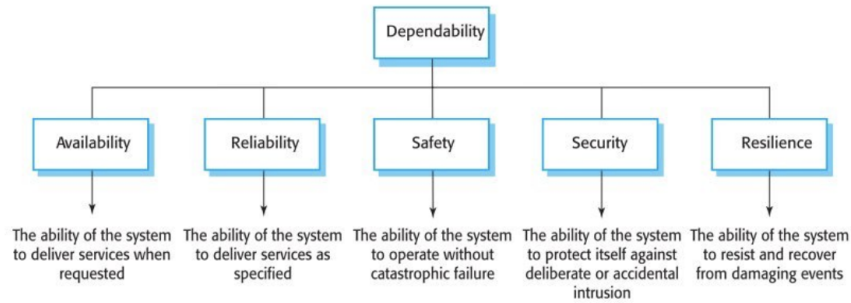 Dependability
Availability
Reliability
Safety
Security
Resilience
The ability of the system
to deliver services when
requested
The ability of the system
to deliver services as
specified
The ability of the system
to operate without
catastrophic failure
The ability of the system
to protect itself against
deliberate or accidental
intrusion
The ability of the system
to resist and recover
from damaging events